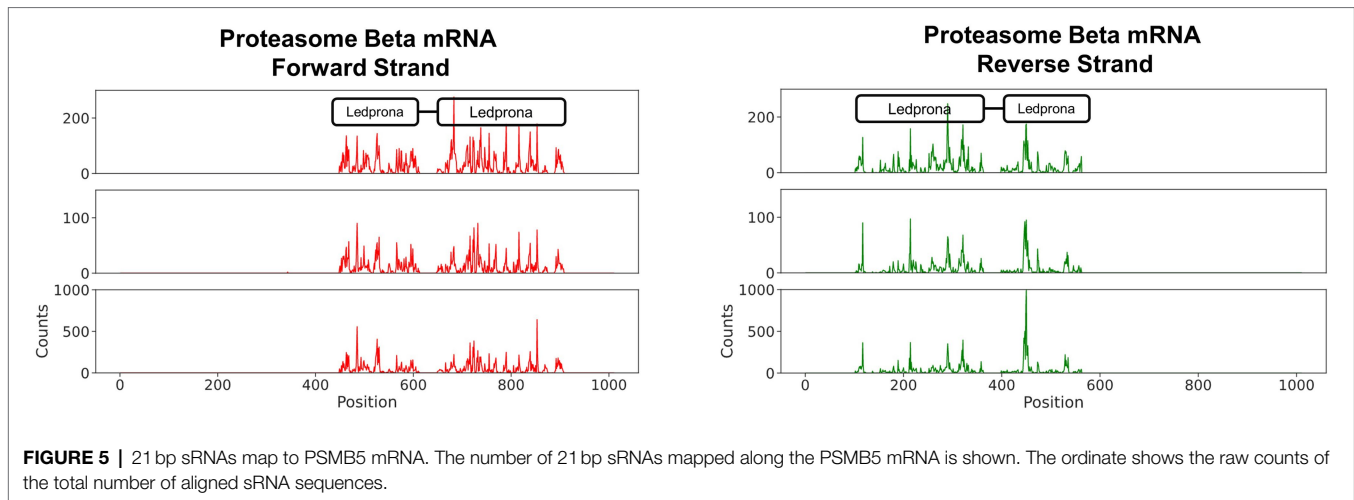 Proteasome Beta mRNA
Forward Strand
Ledprona
Ledprona
200
0
100
0
1000
500
0
Counts
0
200
400
600
800
1000
Position
Proteasome Beta mRNA
Reverse Strand
Ledprona
Ledprona
200
0
100
0
1000
500
0
Counts
0
200
400
600
800
1000
Position
FIGURE 5 | 21 bp sRNAs map to PSMB5 mRNA. The number of 21 bp sRNAs mapped along the PSMB5 mRNA is shown. The ordinate shows the raw counts of
the total number of aligned sRNA sequences.